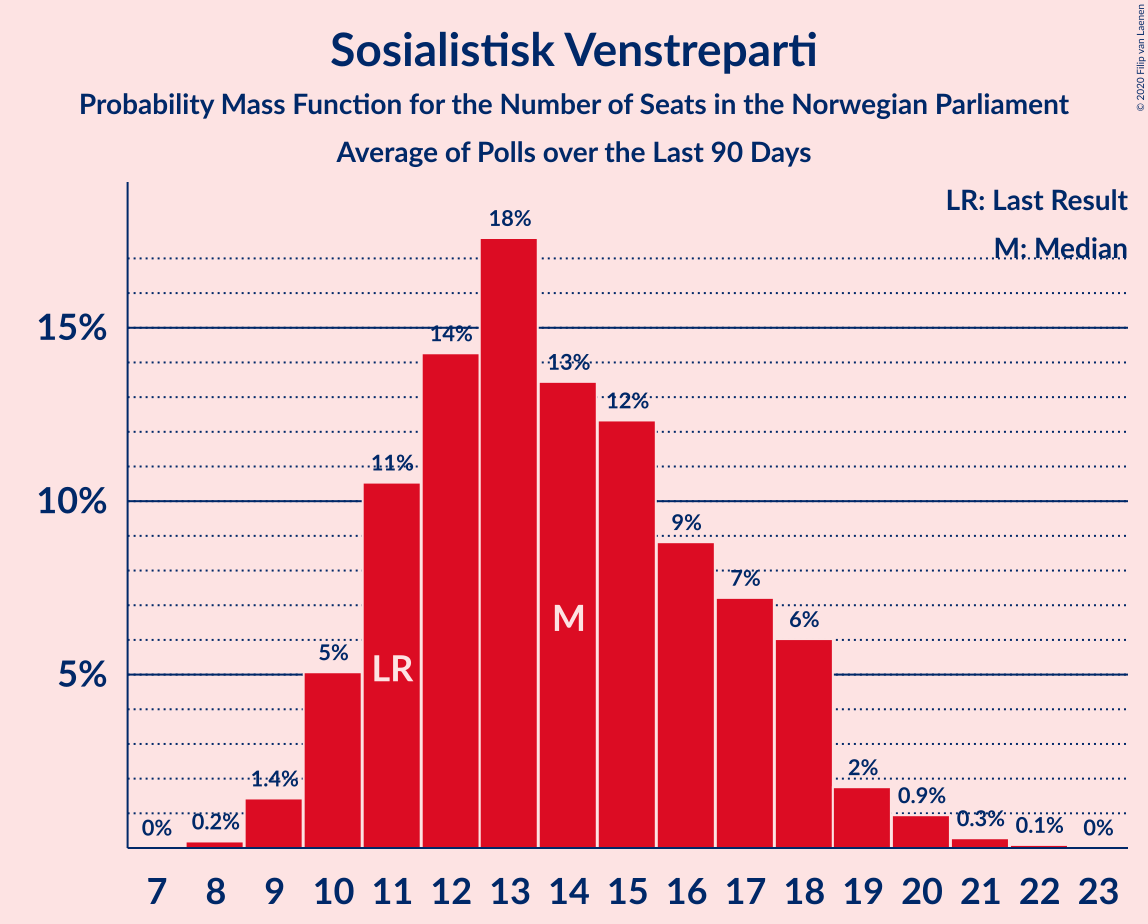 Sosialistisk Venstreparti
Probability Mass Function for the Number of Seats in the Norwegian Parliament
Average of Polls over the Last 90 Days
© 2020 Filip van Laenen
LR: Last Result
M: Median
15%
10%
5%
0%
0.2%
1.4%
5%
11%
14%
18%
13%
12%
9%
7%
6%
2%
0.9%
0.3%
0.1%
0%
LR
M
7 8 9 10 11 12 13 14 15 16 17 18 19 20 21 22 23